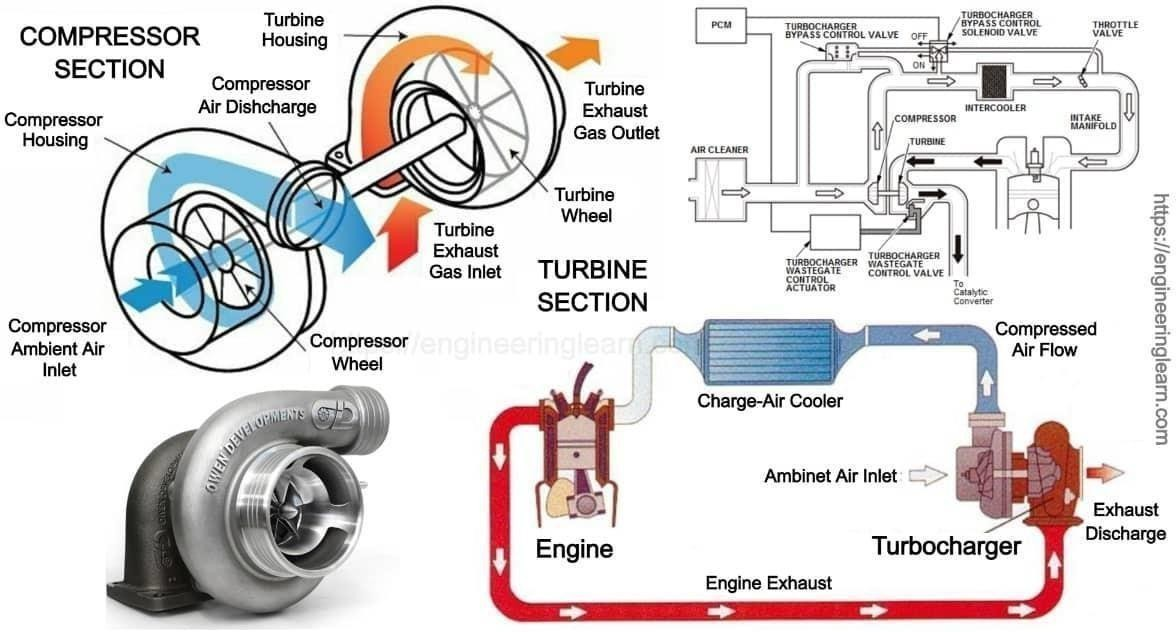 COMPRESSOR
SECTION
Turbine
Housing
Compressor
Air Dishcharge
Compressor
Housing
Turbine
Exhaust
Gas Outlet
Turbine
Wheel
Turbine
Exhaust
Gas Inlet
TURBINE
SECTION
Compressor
Ambient Air
Inlet
Compressor
Wheel
PCM
TURBOCHARGER
BYPASS CONTROL VALVE
TURBOCHARGER
BYPASS CONTROL
SOLENOID VALVE
OFF
ON
THROTTLE
VALVE
INTERCOOLER
COMPRESSOR
TURBINE
INTAKE
MANIFOLD
AIR CLEANER
TURBOCHARGER
WASTEGATE
CONTROL
ACTUATOR
TURBOCHARGER
WASTEGATE
CONTROL VALVE
To
Catalytic
Converter
https://engineeringlearn.com
https://engineeringlearn.com
OWEN DEVELOPMENTS
Compressed
Air Flow
Charge-Air Cooler
Ambinet Air Inlet
Exhaust
Discharge
Engine
Turbocharger
Engine Exhaust